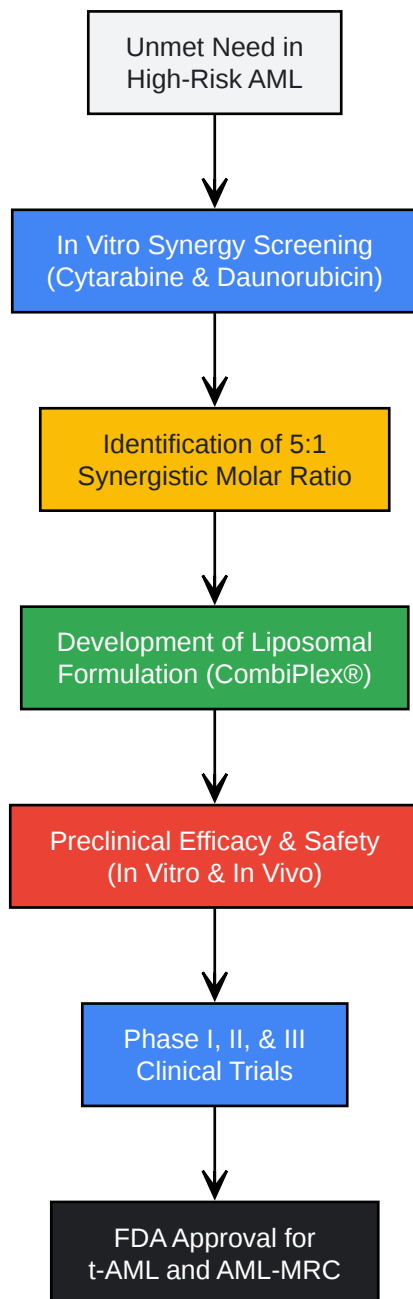 Unmet Need in
High-Risk AML
In Vitro Synergy Screening
(Cytarabine & Daunorubicin)
Identification of 5:1
Synergistic Molar Ratio
Development of Liposomal
Formulation (CombiPlex®)
Preclinical Efficacy & Safety
(In Vitro & In Vivo)
Phase I, II, & III
Clinical Trials
FDA Approval for
t-AML and AML-MRC